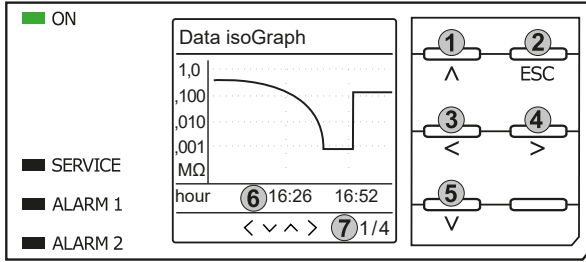 ON
SERVICE
ALARM 1
ALARM 2
Data isoGraph
1,0
,100
,010
,001
MΩ
hour 6 16:26 16:52
< ∨ ∧ > 7 1/4
1 2
∧ ESC
3 4
< >
5
∨